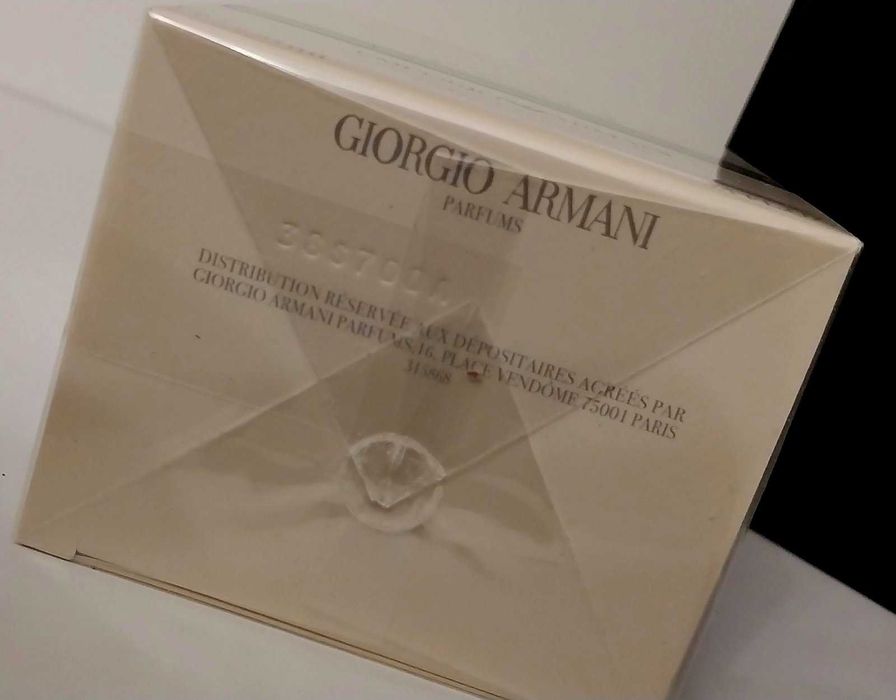 GIORGIO ARMANI
PARFUMS
DISTRIBUTION RÉSERVÉE AUX DÉPOSITAIRES AGRÉÉS PAR
GIORGIO ARMANI PARFUMS, 16, PLACE VENDÔME 75001 PARIS